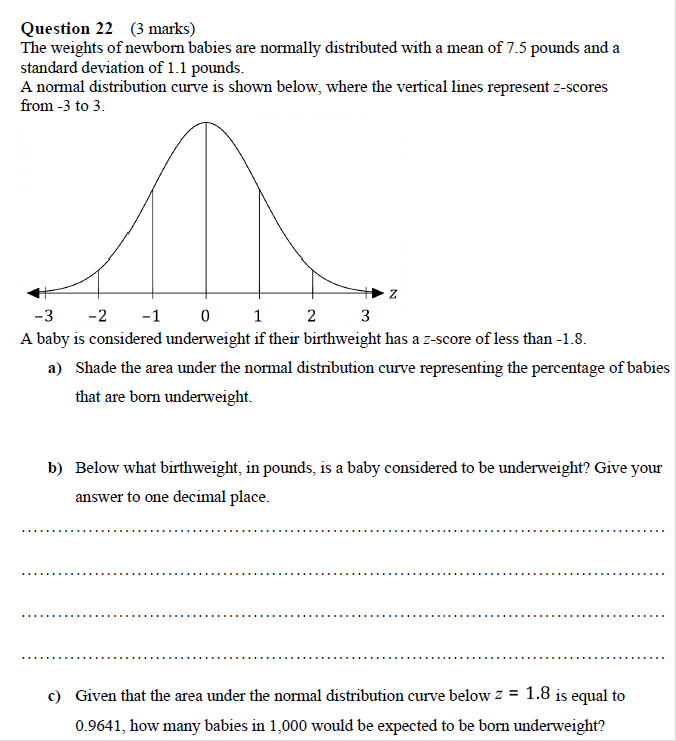 Question 22 (3 marks)
The weights of newborn babies are normally distributed with a mean of 7.5 pounds and a
standard deviation of 1.1 pounds.
A normal distribution curve is shown below, where the vertical lines represent z-scores
from -3 to 3.
z
−3 −2 −1 0 1 2 3
A baby is considered underweight if their birthweight has a z-score of less than -1.8.
a) Shade the area under the normal distribution curve representing the percentage of babies
that are born underweight.
b) Below what birthweight, in pounds, is a baby considered to be underweight? Give your
answer to one decimal place.
c) Given that the area under the normal distribution curve below z = 1.8 is equal to
0.9641, how many babies in 1,000 would be expected to be born underweight?